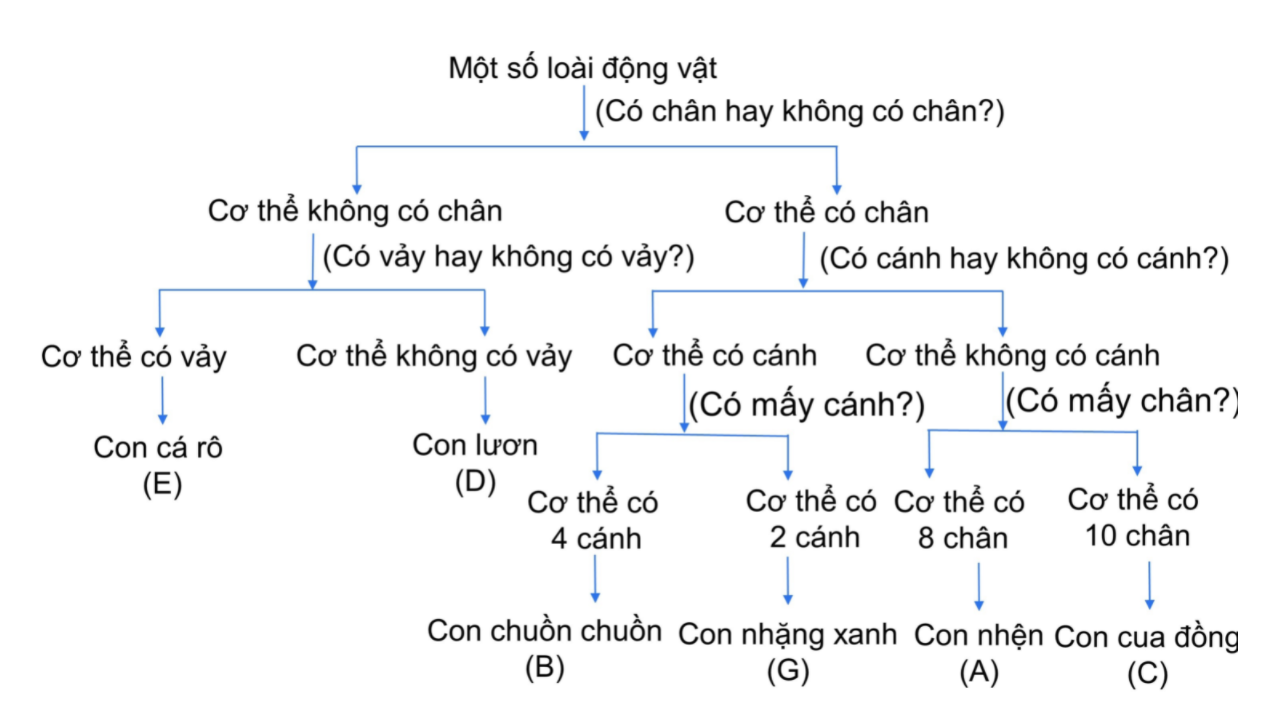 Một số loài động vật
(Có chân hay không có chân?)
Cơ thể không có chân
Cơ thể có chân
(Có vảy hay không có vảy?)
(Có cánh hay không có cánh?)
Cơ thể có vảy
Cơ thể không có vảy
Cơ thể có cánh
Cơ thể không có cánh
(Có mấy cánh?)
(Có mấy chân?)
Con cá rô
(E)
Con lươn
(D)
Cơ thể có
4 cánh
Cơ thể có
2 cánh
Cơ thể có
8 chân
Cơ thể có
10 chân
Con chuồn chuồn
(B)
Con nhặng xanh
(G)
Con nhện
(A)
Con cua đồng
(C)